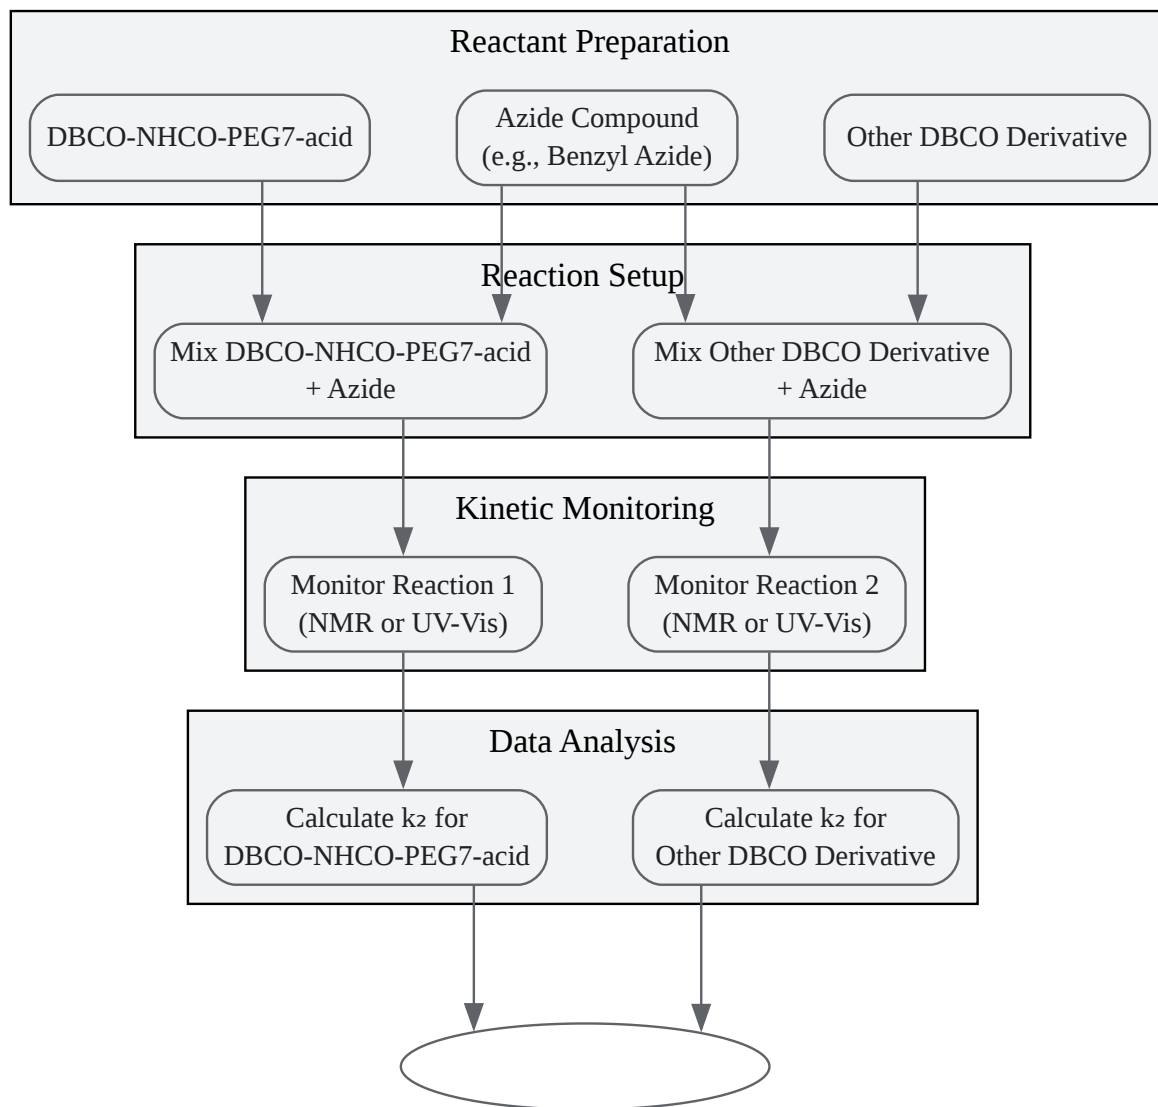 Reactant Preparation
DBCO-NHCO-PEG7-acid
Azide Compound
(e.g., Benzyl Azide)
Other DBCO Derivative
Reaction Setup
Mix DBCO-NHCO-PEG7-acid
+ Azide
Mix Other DBCO Derivative
+ Azide
Kinetic Monitoring
Monitor Reaction 1
(NMR or UV-Vis)
Monitor Reaction 2
(NMR or UV-Vis)
Data Analysis
Calculate k₂ for
DBCO-NHCO-PEG7-acid
Calculate k₂ for
Other DBCO Derivative